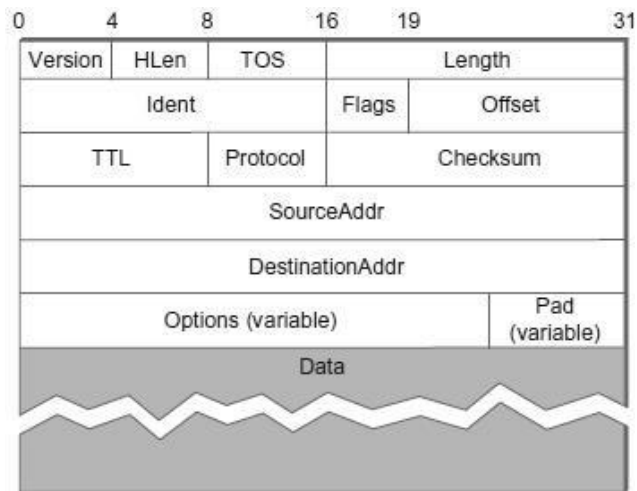 0 4 8 16 19 31
Version HLen TOS Length
Ident Flags Offset
TTL Protocol Checksum
SourceAddr
DestinationAddr
Options (variable) Pad
(variable)
Data